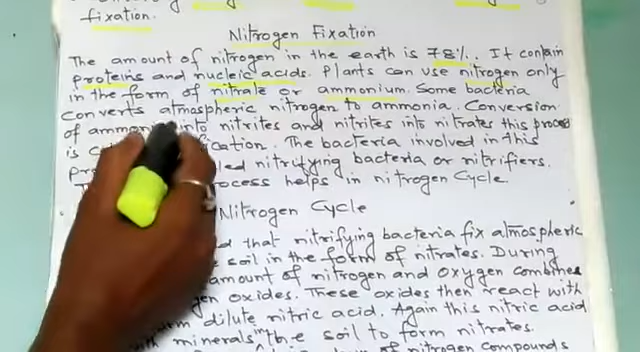 fixation.
Nitrogen Fixation
The amount of nitrogen in the earth is 78%. It contain
proteins and nucleic acids. Plants can use nitrogen only
in the form of nitrate or ammonium. Some bacteria
converts atmospheric nitrogen to ammonia. Conversion
of ammonia into nitrites and nitrites into nitrates this process
is ication. The bacteria involved in this
led nitrifying bacteria or nitrifiers.
ocess helps in nitrogen Cycle.
Nitrogen Cycle
d that nitrifying bacteria fix atmospheric
soil in the form of nitrates. During
amount of nitrogen and oxygen combines
gen oxides. These oxides then react with
dilute nitric acid. Again this nitric acid
minerals in the soil to form nitrates.
of nitrogen compounds